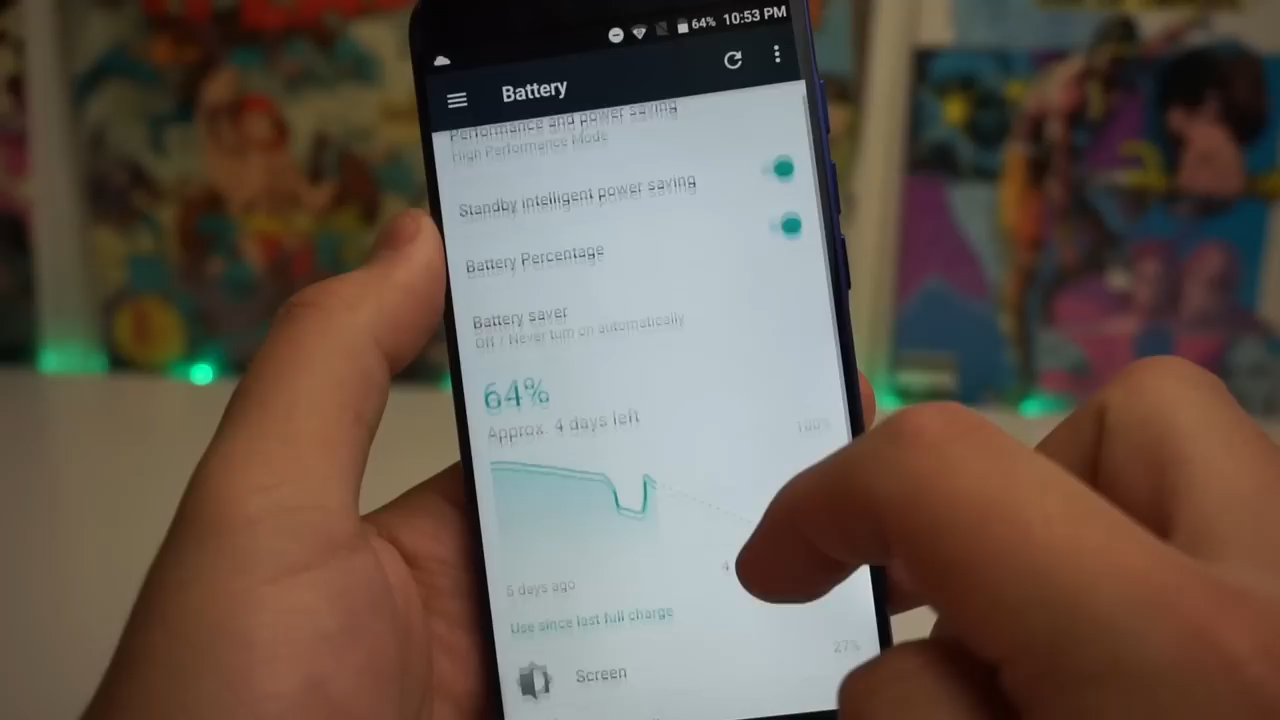 64% 10:53 PM
Battery
Performance and power saving
High Performance Mode
Standby intelligent power saving
Battery Percentage
Battery saver
Off / Never turn on automatically
64%
Approx. 4 days left
100%
5 days ago
Use since last full charge
27%
Screen